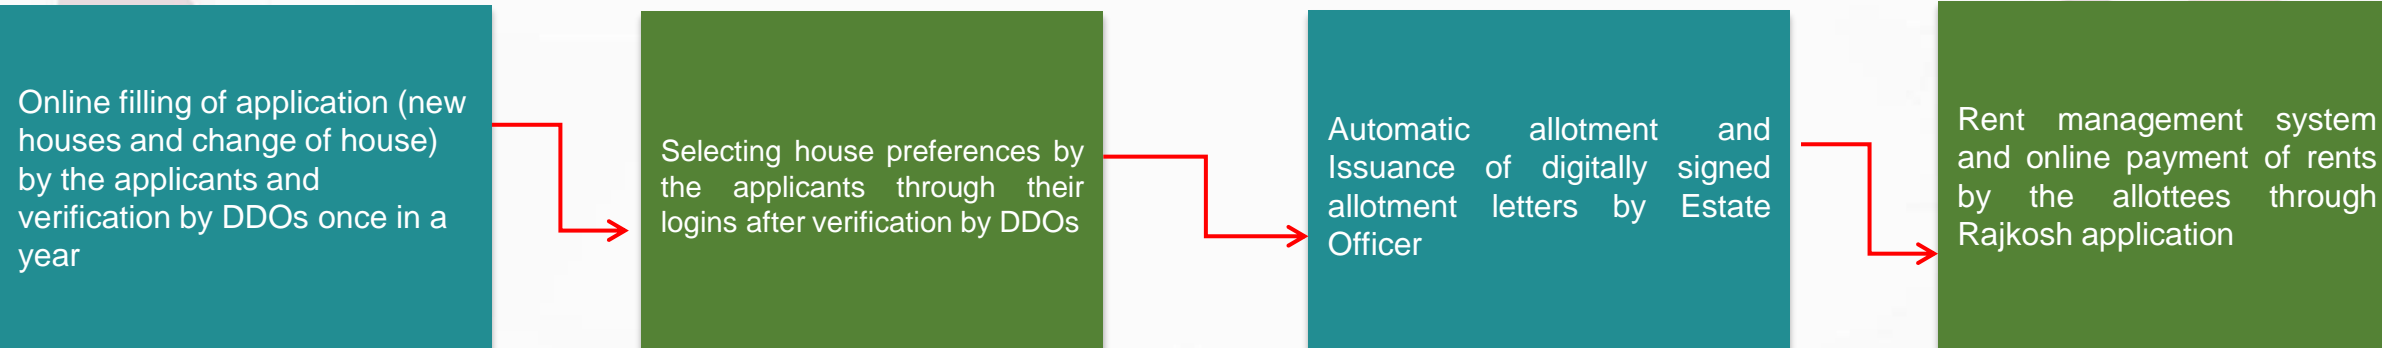 Online filling of application (new
houses and change of house)
by the applicants and
verification by DDOs once in a
year
Selecting house preferences by
the applicants through their
logins after verification by DDOs
Automatic allotment and
Issuance of digitally signed
allotment letters by Estate
Officer
Rent management system
and online payment of rents
by the allottees through
Rajkosh application